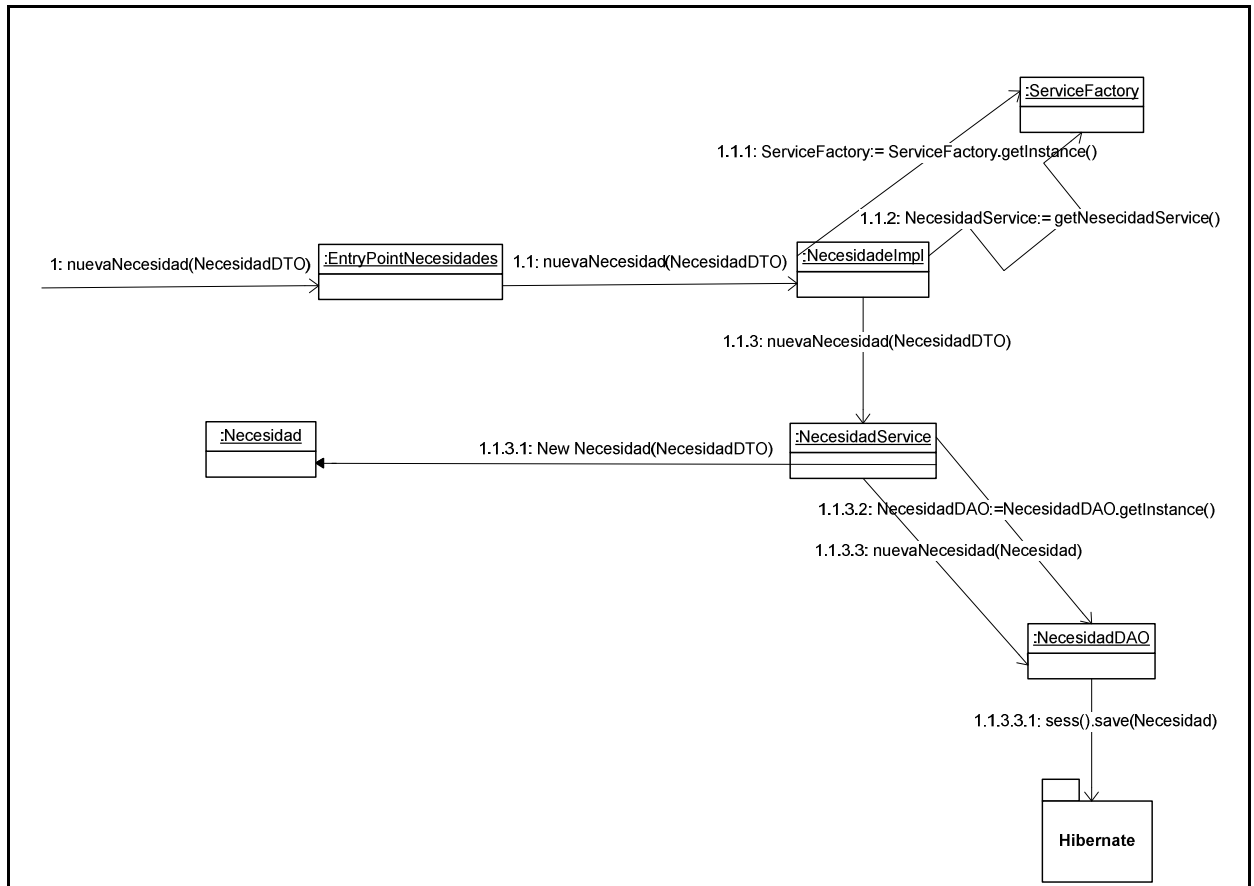 :ServiceFactory
1.1.1: ServiceFactory:= ServiceFactory.getInstance()
1.1.2: NecesidadService:= getNesecidadService()
1: nuevaNecesidad(NecesidadDTO)
:EntryPointNecesidades
1.1: nuevaNecesidad(NecesidadDTO)
:NecesidadeImpl
1.1.3: nuevaNecesidad(NecesidadDTO)
:Necesidad
1.1.3.1: New Necesidad(NecesidadDTO)
:NecesidadService
1.1.3.2: NecesidadDAO:=NecesidadDAO.getInstance()
1.1.3.3: nuevaNecesidad(Necesidad)
:NecesidadDAO
1.1.3.3.1: sess().save(Necesidad)
Hibernate